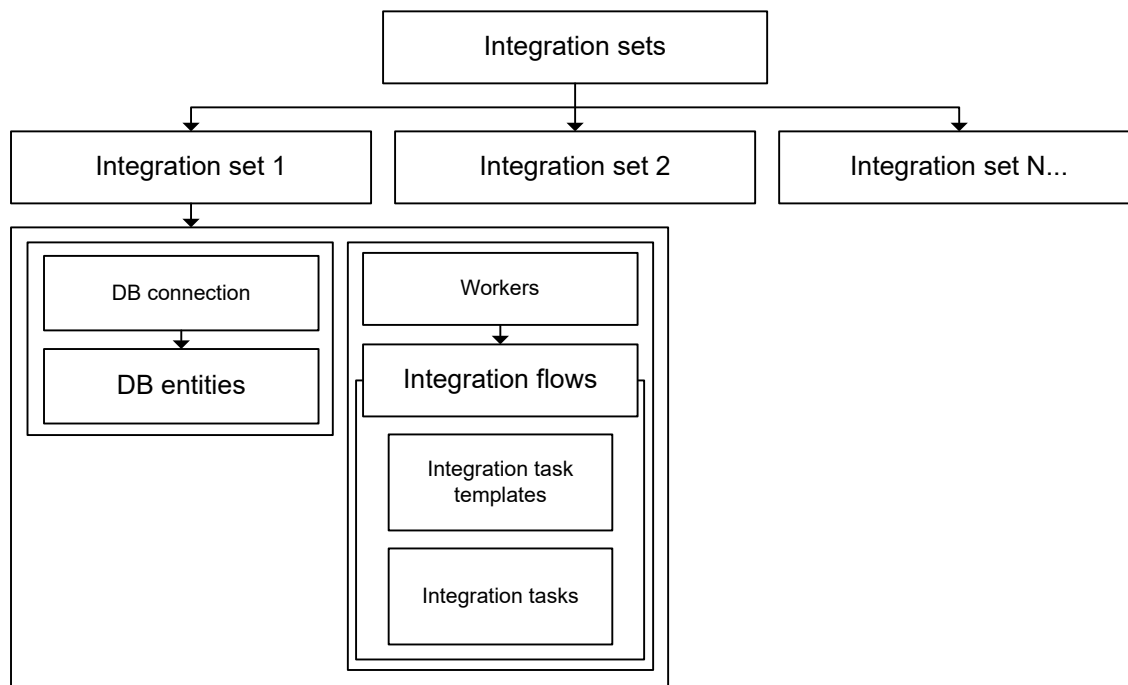 Integration sets
Integration set 1
Integration set 2
Integration set N...
DB connection
DB entities
Workers
Integration flows
Integration task
templates
Integration tasks